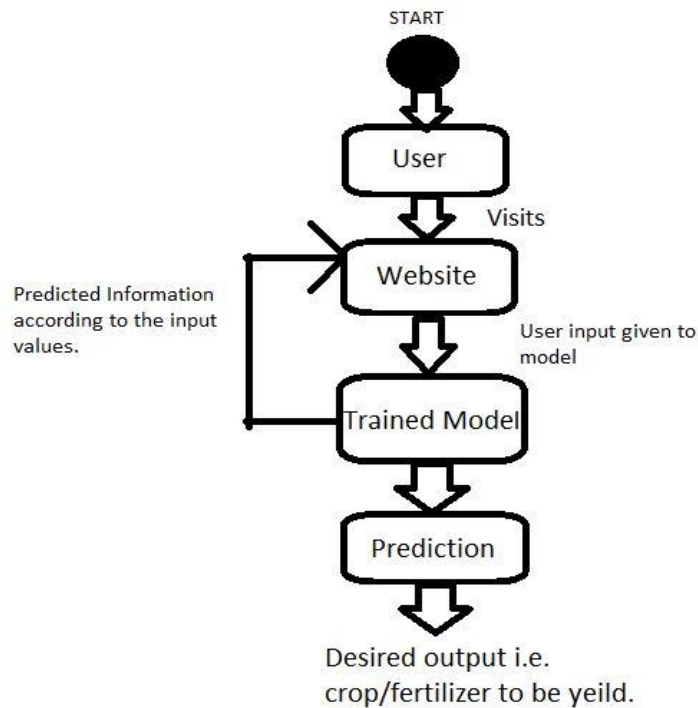 START
User
Visits
Website
Predicted Information
according to the input
values.
User input given to
model
Trained Model
Prediction
Desired output i.e.
crop/fertilizer to be yeild.